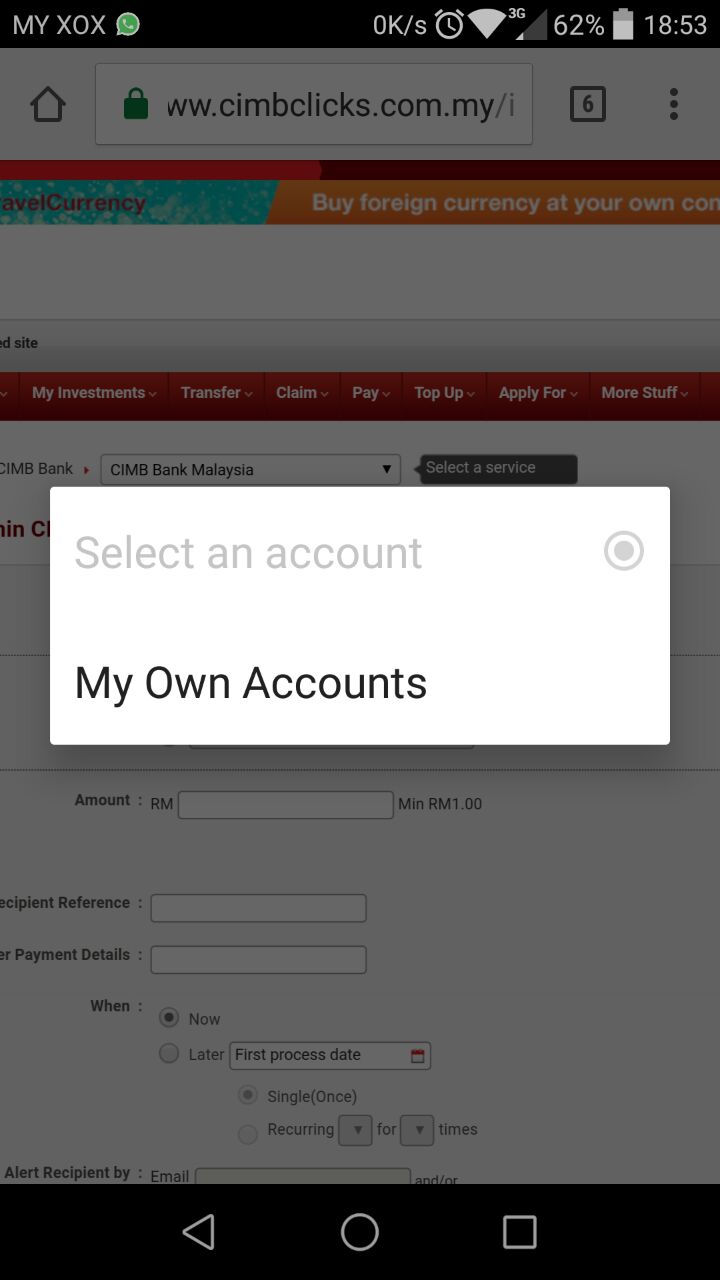 MY XOX 0K/s 3G 62% 18:53
ww.cimbclicks.com.my/i 6
avelCurrency Buy foreign currency at your own con
ed site
My Investments Transfer Claim Pay Top Up Apply For More Stuff
CIMB Bank CIMB Bank Malaysia Select a service
hin CI
Select an account
My Own Accounts
Amount : RM Min RM1.00
ecipient Reference :
er Payment Details :
When : Now
Later First process date
Single(Once)
Recurring for times
Alert Recipient by : Email and/or